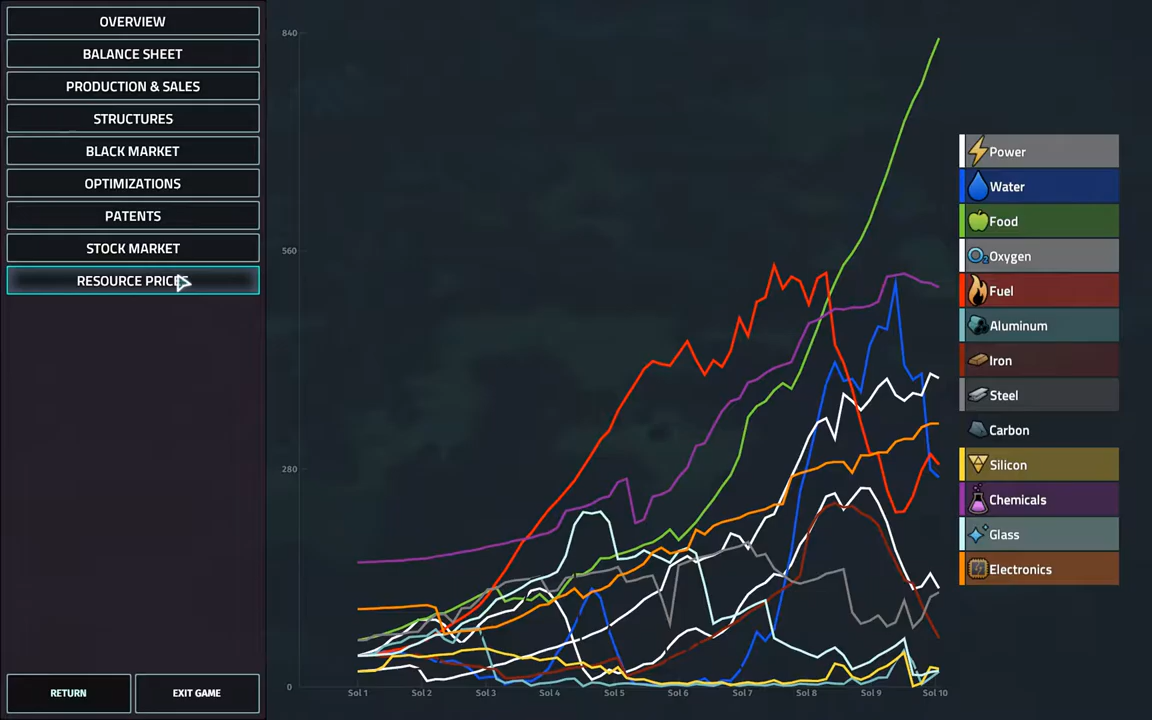 OVERVIEW
BALANCE SHEET
PRODUCTION & SALES
STRUCTURES
BLACK MARKET
OPTIMIZATIONS
PATENTS
STOCK MARKET
RESOURCE PRICES
RETURN
EXIT GAME
840
560
280
0
Sol 1 Sol 2 Sol 3 Sol 4 Sol 5 Sol 6 Sol 7 Sol 8 Sol 9 Sol 10
Power
Water
Food
O2 Oxygen
Fuel
Aluminum
Iron
Steel
Carbon
Silicon
Chemicals
Glass
Electronics